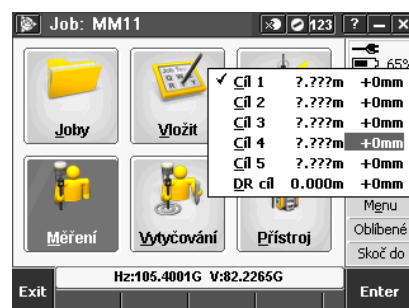 Job: MM11
123 ? – X
65%
✓ Cíl 1 ?.???m +0mm
Cíl 2 ?.???m +0mm
Cíl 3 ?.???m +0mm
Cíl 4 ?.???m +0mm
Cíl 5 ?.???m +0mm
DR cíl 0.000m +0mm
Joby
Vložit
Měření
Vytyčování
Přístroj
Menu
Oblíbené
Skoč do
Hz:105.4001G V:82.2265G
Exit
Enter